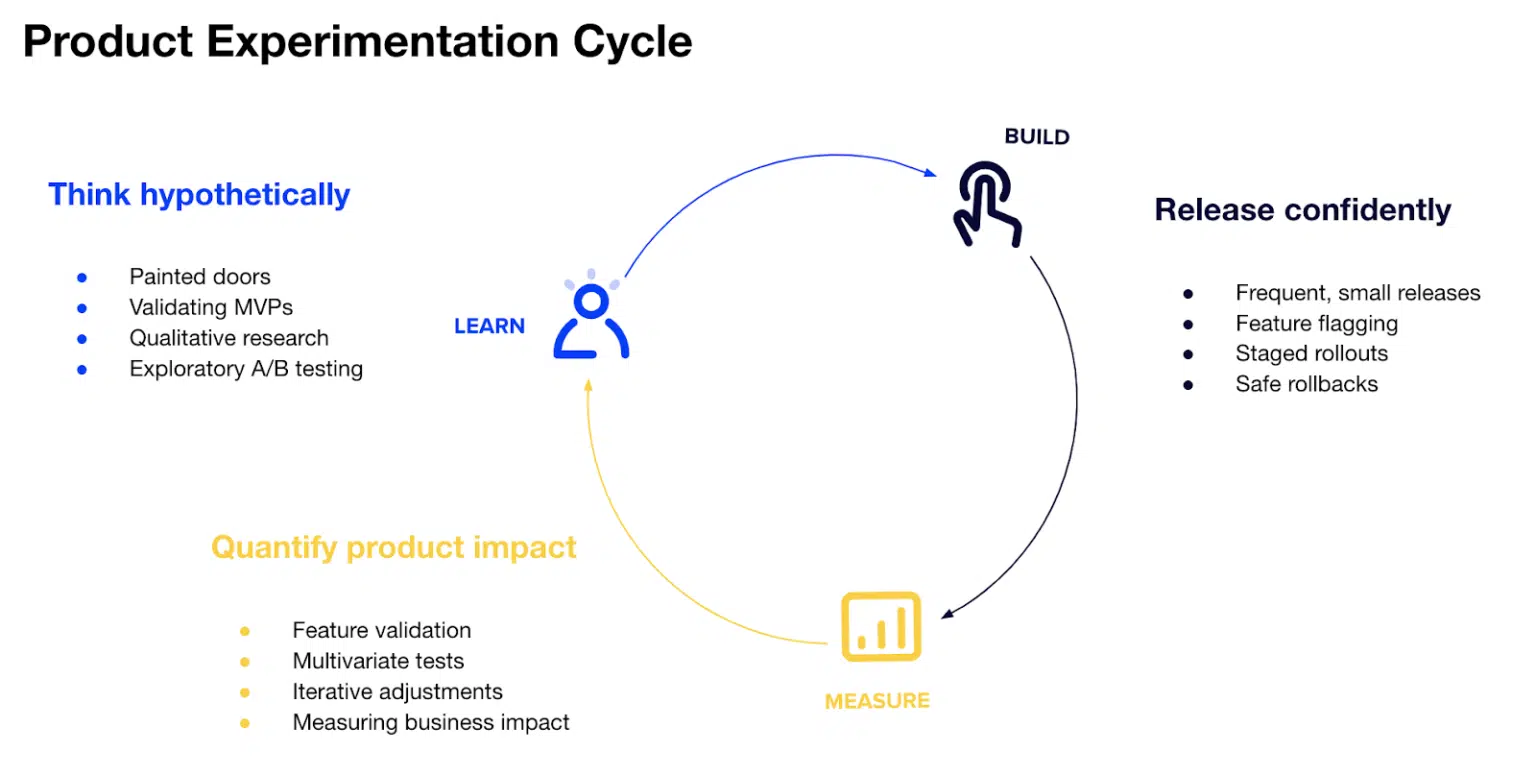 Product Experimentation Cycle
Think hypothetically
Painted doors
Validating MVPs
Qualitative research
Exploratory A/B testing
LEARN
BUILD
Release confidently
Frequent, small releases
Feature flagging
Staged rollouts
Safe rollbacks
Quantify product impact
Feature validation
Multivariate tests
Iterative adjustments
Measuring business impact
MEASURE